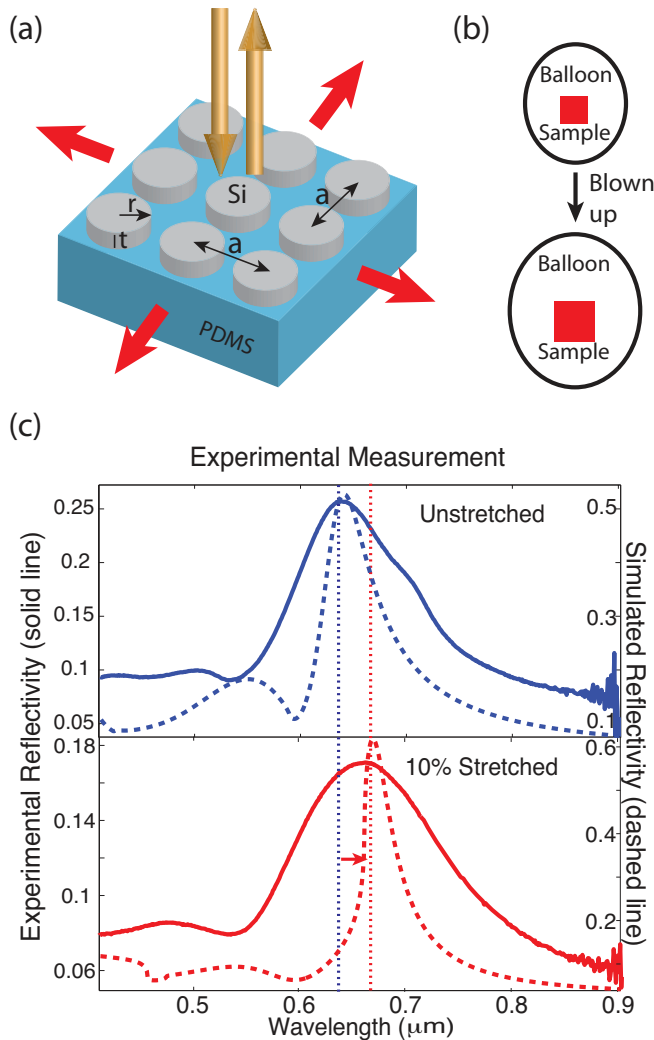 (a)
Si
r
a
t
a
PDMS
(b)
Balloon
Sample
Blown
up
Balloon
Sample
(c)
Experimental Measurement
Experimental Reflectivity (solid line)
Simulated Reflectivity (dashed line)
0.25
0.2
0.15
0.1
0.05
Unstretched
0.5
0.3
0.1
0.18
0.14
0.1
0.06
10% Stretched
0.6
0.4
0.2
0.5
0.6
0.7
0.8
0.9
Wavelength (μm)